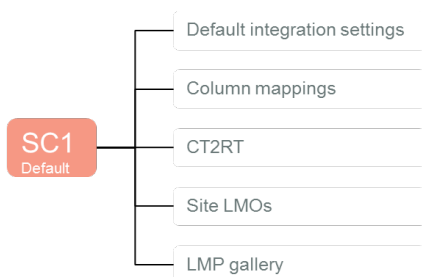 SC1
Default
Default integration settings
Column mappings
CT2RT
Site LMOs
LMP gallery